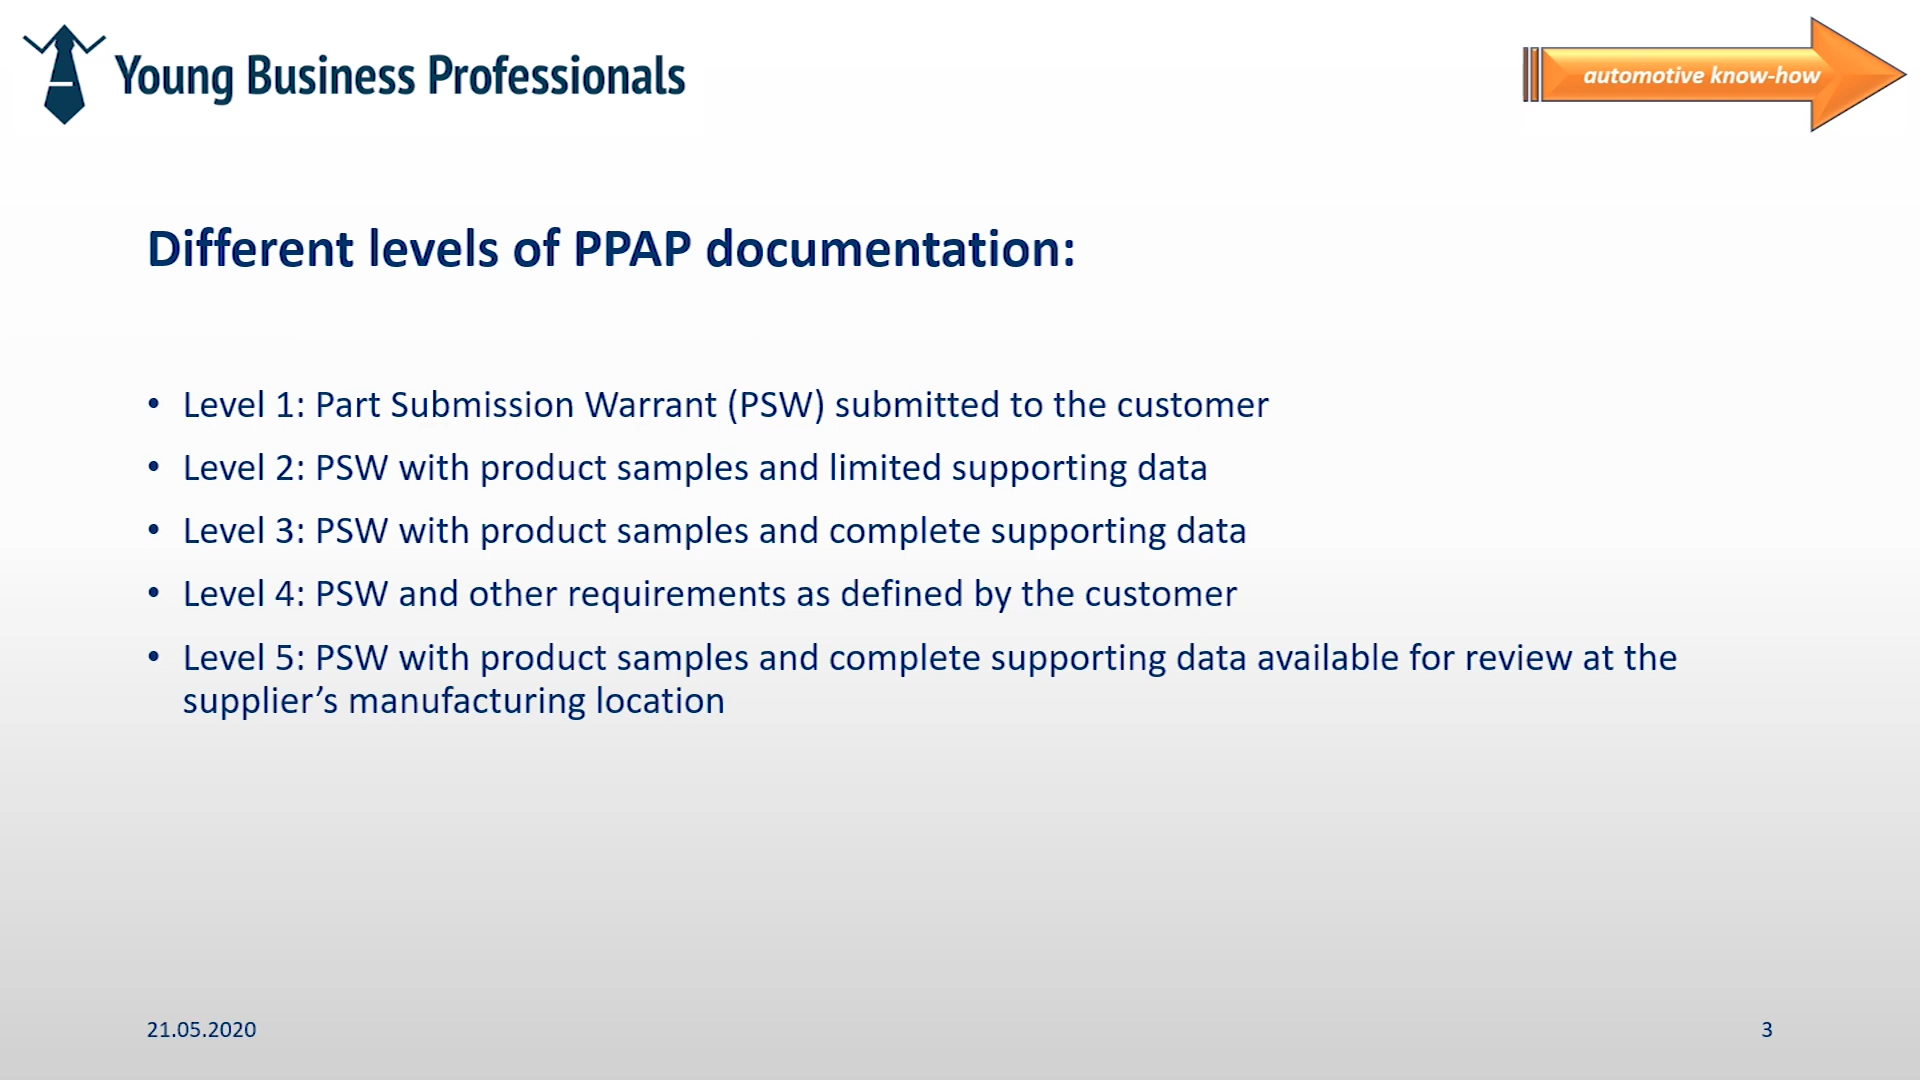 Young Business Professionals
automotive know-how
Different levels of PPAP documentation:
• Level 1: Part Submission Warrant (PSW) submitted to the customer
• Level 2: PSW with product samples and limited supporting data
• Level 3: PSW with product samples and complete supporting data
• Level 4: PSW and other requirements as defined by the customer
• Level 5: PSW with product samples and complete supporting data available for review at the
supplier’s manufacturing location
21.05.2020
3